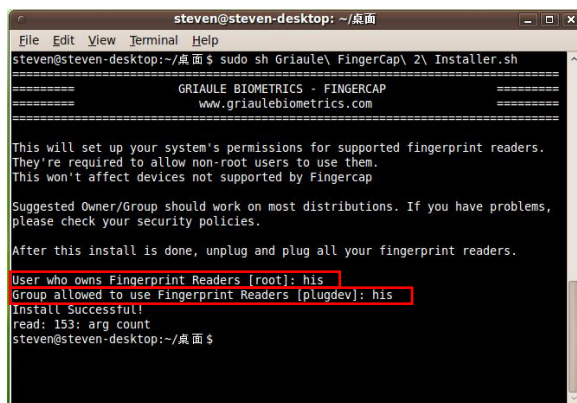 steven@steven-desktop: ~/桌面
File Edit View Terminal Help
steven@steven-desktop:~/桌面$ sudo sh Griaule\ FingerCap\ 2\ Installer.sh
================================================================
========= GRIAULE BIOMETRICS - FINGERCAP =========
========= www.griaulebiometrics.com =========
================================================================
This will set up your system's permissions for supported fingerprint readers.
They're required to allow non-root users to use them.
This won't affect devices not supported by Fingercap
Suggested Owner/Group should work on most distributions. If you have problems,
please check your security policies.
After this install is done, unplug and plug all your fingerprint readers.
User who owns Fingerprint Readers [root]: his
Group allowed to use Fingerprint Readers [plugdev]: his
Install Successful!
read: 153: arg count
steven@steven-desktop:~/桌面$